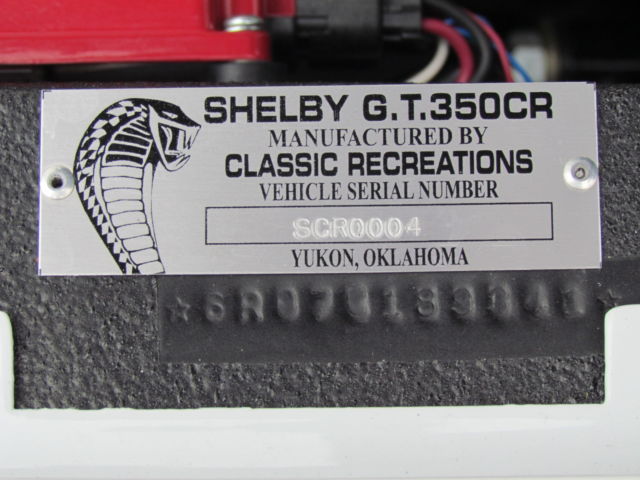 SHELBY G.T.350CR
MANUFACTURED BY
CLASSIC RECREATIONS
VEHICLE SERIAL NUMBER
SCR0004
YUKON, OKLAHOMA